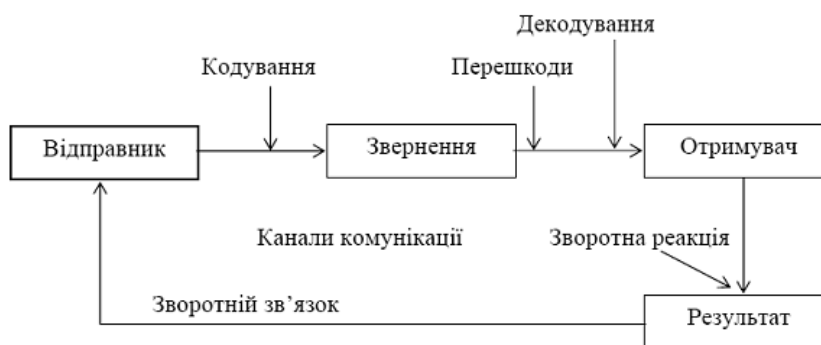 Декодування
Кодування
Перешкоди
Відправник
Звернення
Отримувач
Канали комунікації
Зворотна реакція
Зворотній зв’язок
Результат